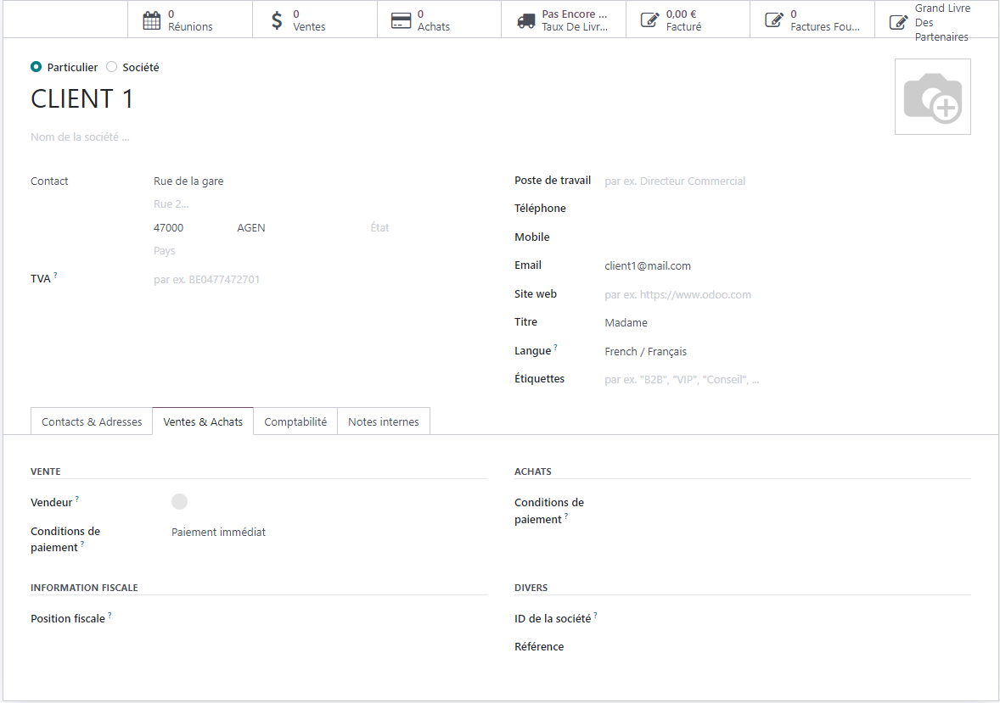 0
Réunions
0
Ventes
0
Achats
Pas Encore ...
Taux De Livr...
0,00 €
Facturé
0
Factures Fou...
Grand Livre
Des
Partenaires
Particulier Société
CLIENT 1
Nom de la société ...
Contact Rue de la gare
Rue 2...
47000 AGEN État
Pays
TVA ? par ex. BE0477472701
Poste de travail par ex. Directeur Commercial
Téléphone
Mobile
Email client1@mail.com
Site web par ex. https://www.odoo.com
Titre Madame
Langue ? French / Français
Étiquettes par ex. "B2B", "VIP", "Conseil", ...
Contacts & Adresses Ventes & Achats Comptabilité Notes internes
VENTE
Vendeur ?
Conditions de
paiement ? Paiement immédiat
ACHATS
Conditions de
paiement ?
INFORMATION FISCALE
Position fiscale ?
DIVERS
ID de la société ?
Référence